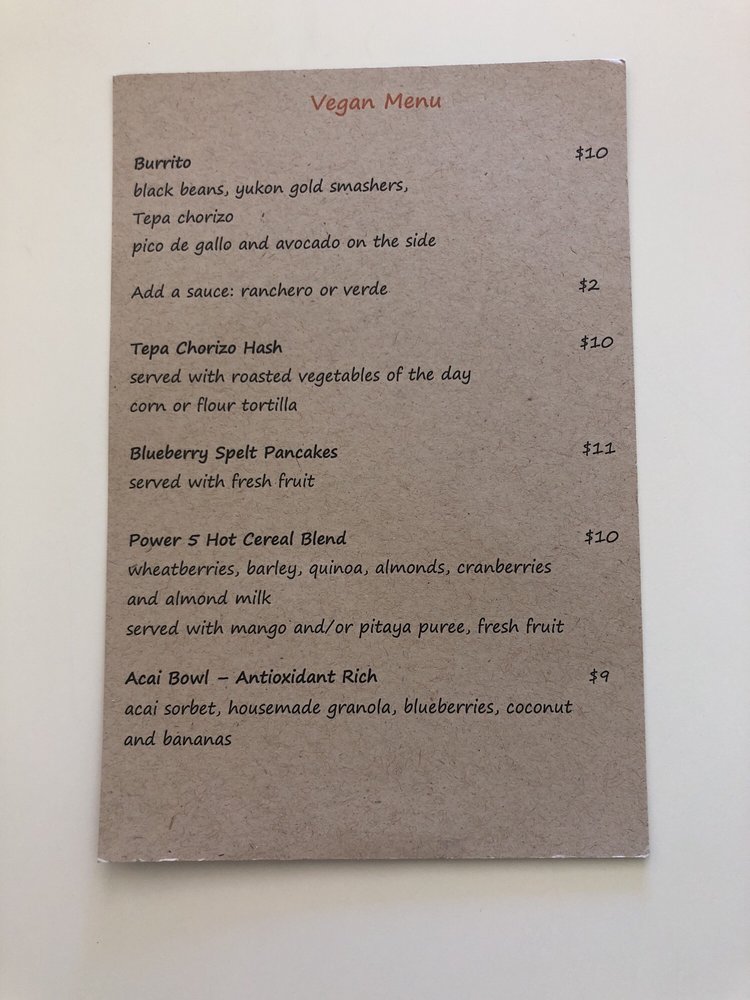 Vegan Menu
Burrito $10
black beans, yukon gold smashers,
Tepa chorizo
pico de gallo and avocado on the side
Add a sauce: ranchero or verde $2
Tepa Chorizo Hash $10
served with roasted vegetables of the day
corn or flour tortilla
Blueberry Spelt Pancakes $11
served with fresh fruit
Power 5 Hot Cereal Blend $10
wheatberries, barley, quinoa, almonds, cranberries
and almond milk
served with mango and/or pitaya puree, fresh fruit
Acai Bowl – Antioxidant Rich $9
acai sorbet, housemade granola, blueberries, coconut
and bananas